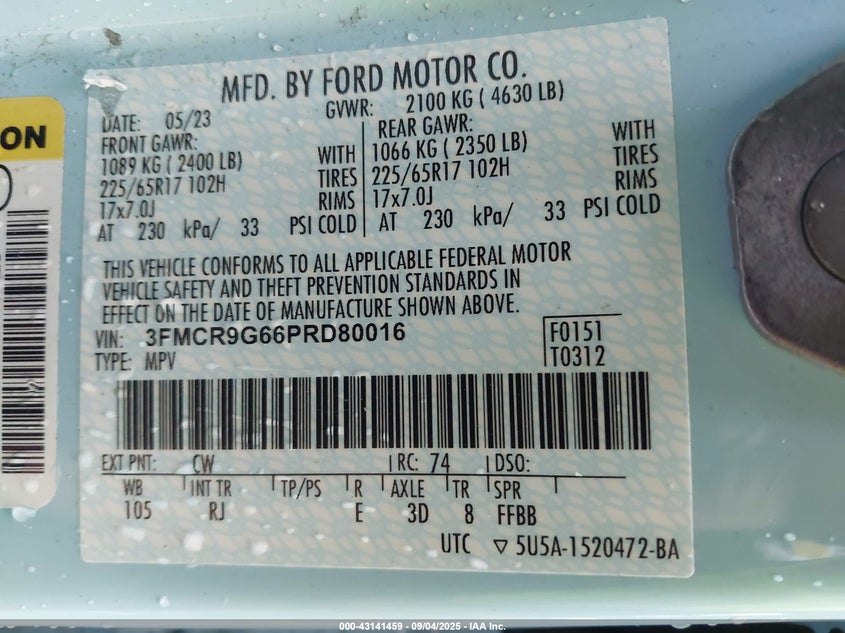 MFD. BY FORD MOTOR CO.
DATE: 05/23 GVWR: 2100 KG ( 4630 LB)
FRONT GAWR: REAR GAWR:
1089 KG ( 2400 LB) WITH 1066 KG ( 2350 LB) WITH
225/65R17 102H TIRES 225/65R17 102H TIRES
17x7.0J RIMS 17x7.0J RIMS
AT 230 kPa/ 33 PSI COLD AT 230 kPa/ 33 PSI COLD
THIS VEHICLE CONFORMS TO ALL APPLICABLE FEDERAL MOTOR
VEHICLE SAFETY AND THEFT PREVENTION STANDARDS IN
EFFECT ON THE DATE OF MANUFACTURE SHOWN ABOVE.
VIN: 3FMCR9G66PRD80016 F0151
TYPE: MPV T0312
EXT PNT: CW RC: 74 DSO:
WB INT TR TP/PS R AXLE TR SPR
105 RJ E 3D 8 FFBB
UTC ▽ 5U5A-1520472-BA
ON
000-43141459 - 09/04/2025 - IAA Inc.